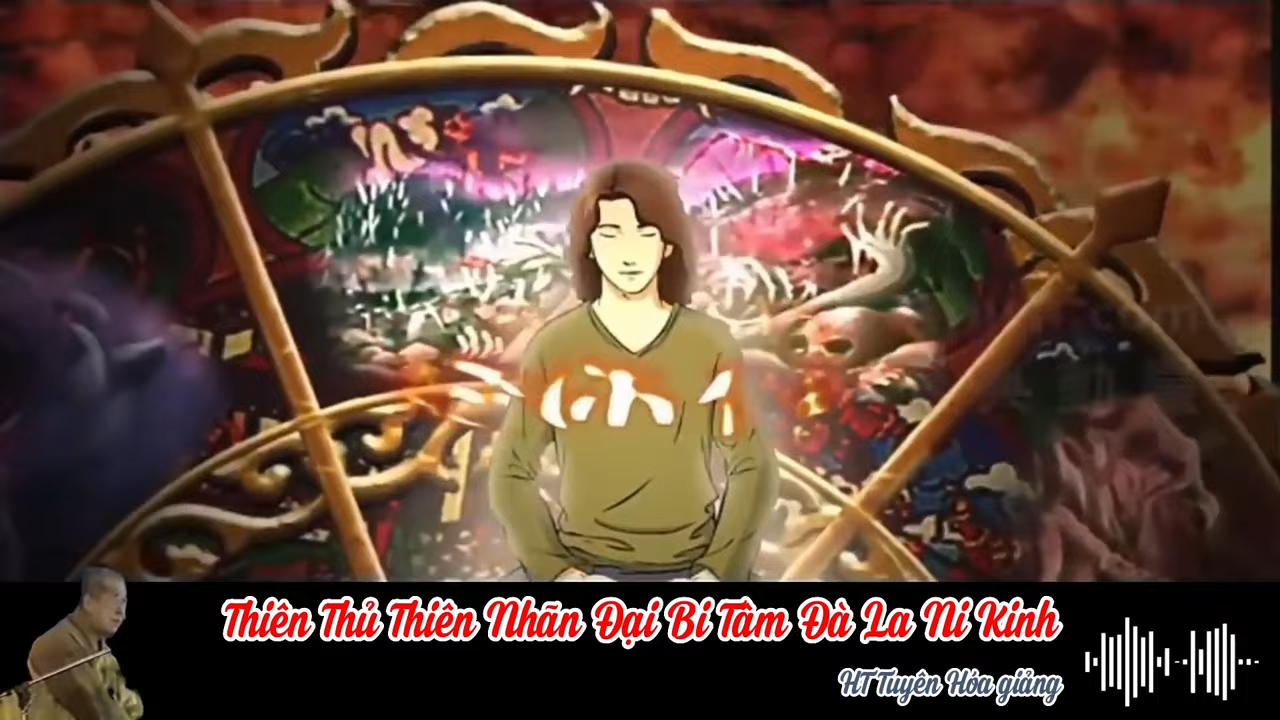 Thiên Thủ Thiên Nhãn Đại Bi Tâm Đà La Ni Kinh
HT Tuyên Hóa giảng